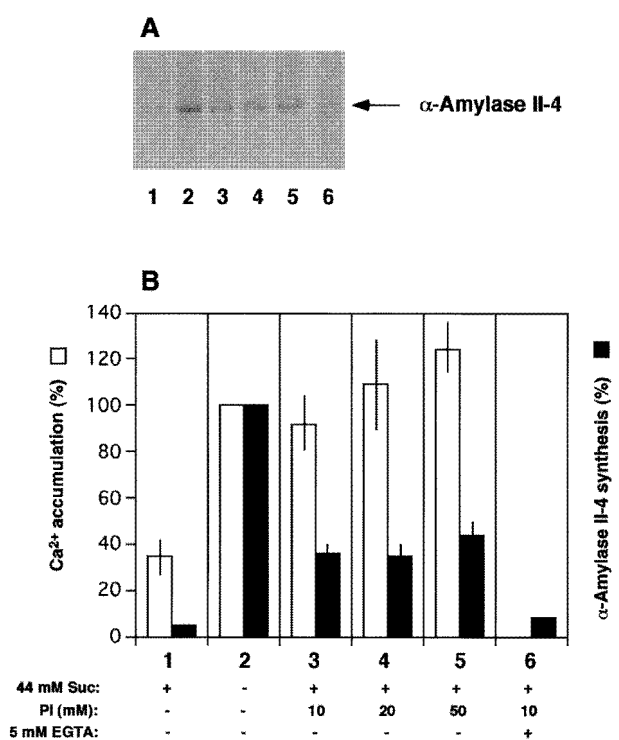 A
α-Amylase II-4
1 2 3 4 5 6
B
140
120
100
80
60
40
20
0
Ca2+ accumulation (%)
α-Amylase II-4 synthesis (%)
1 2 3 4 5 6
44 mM Suc: + - + + + +
PI (mM): - - 10 20 50 10
5 mM EGTA: - - - - - +